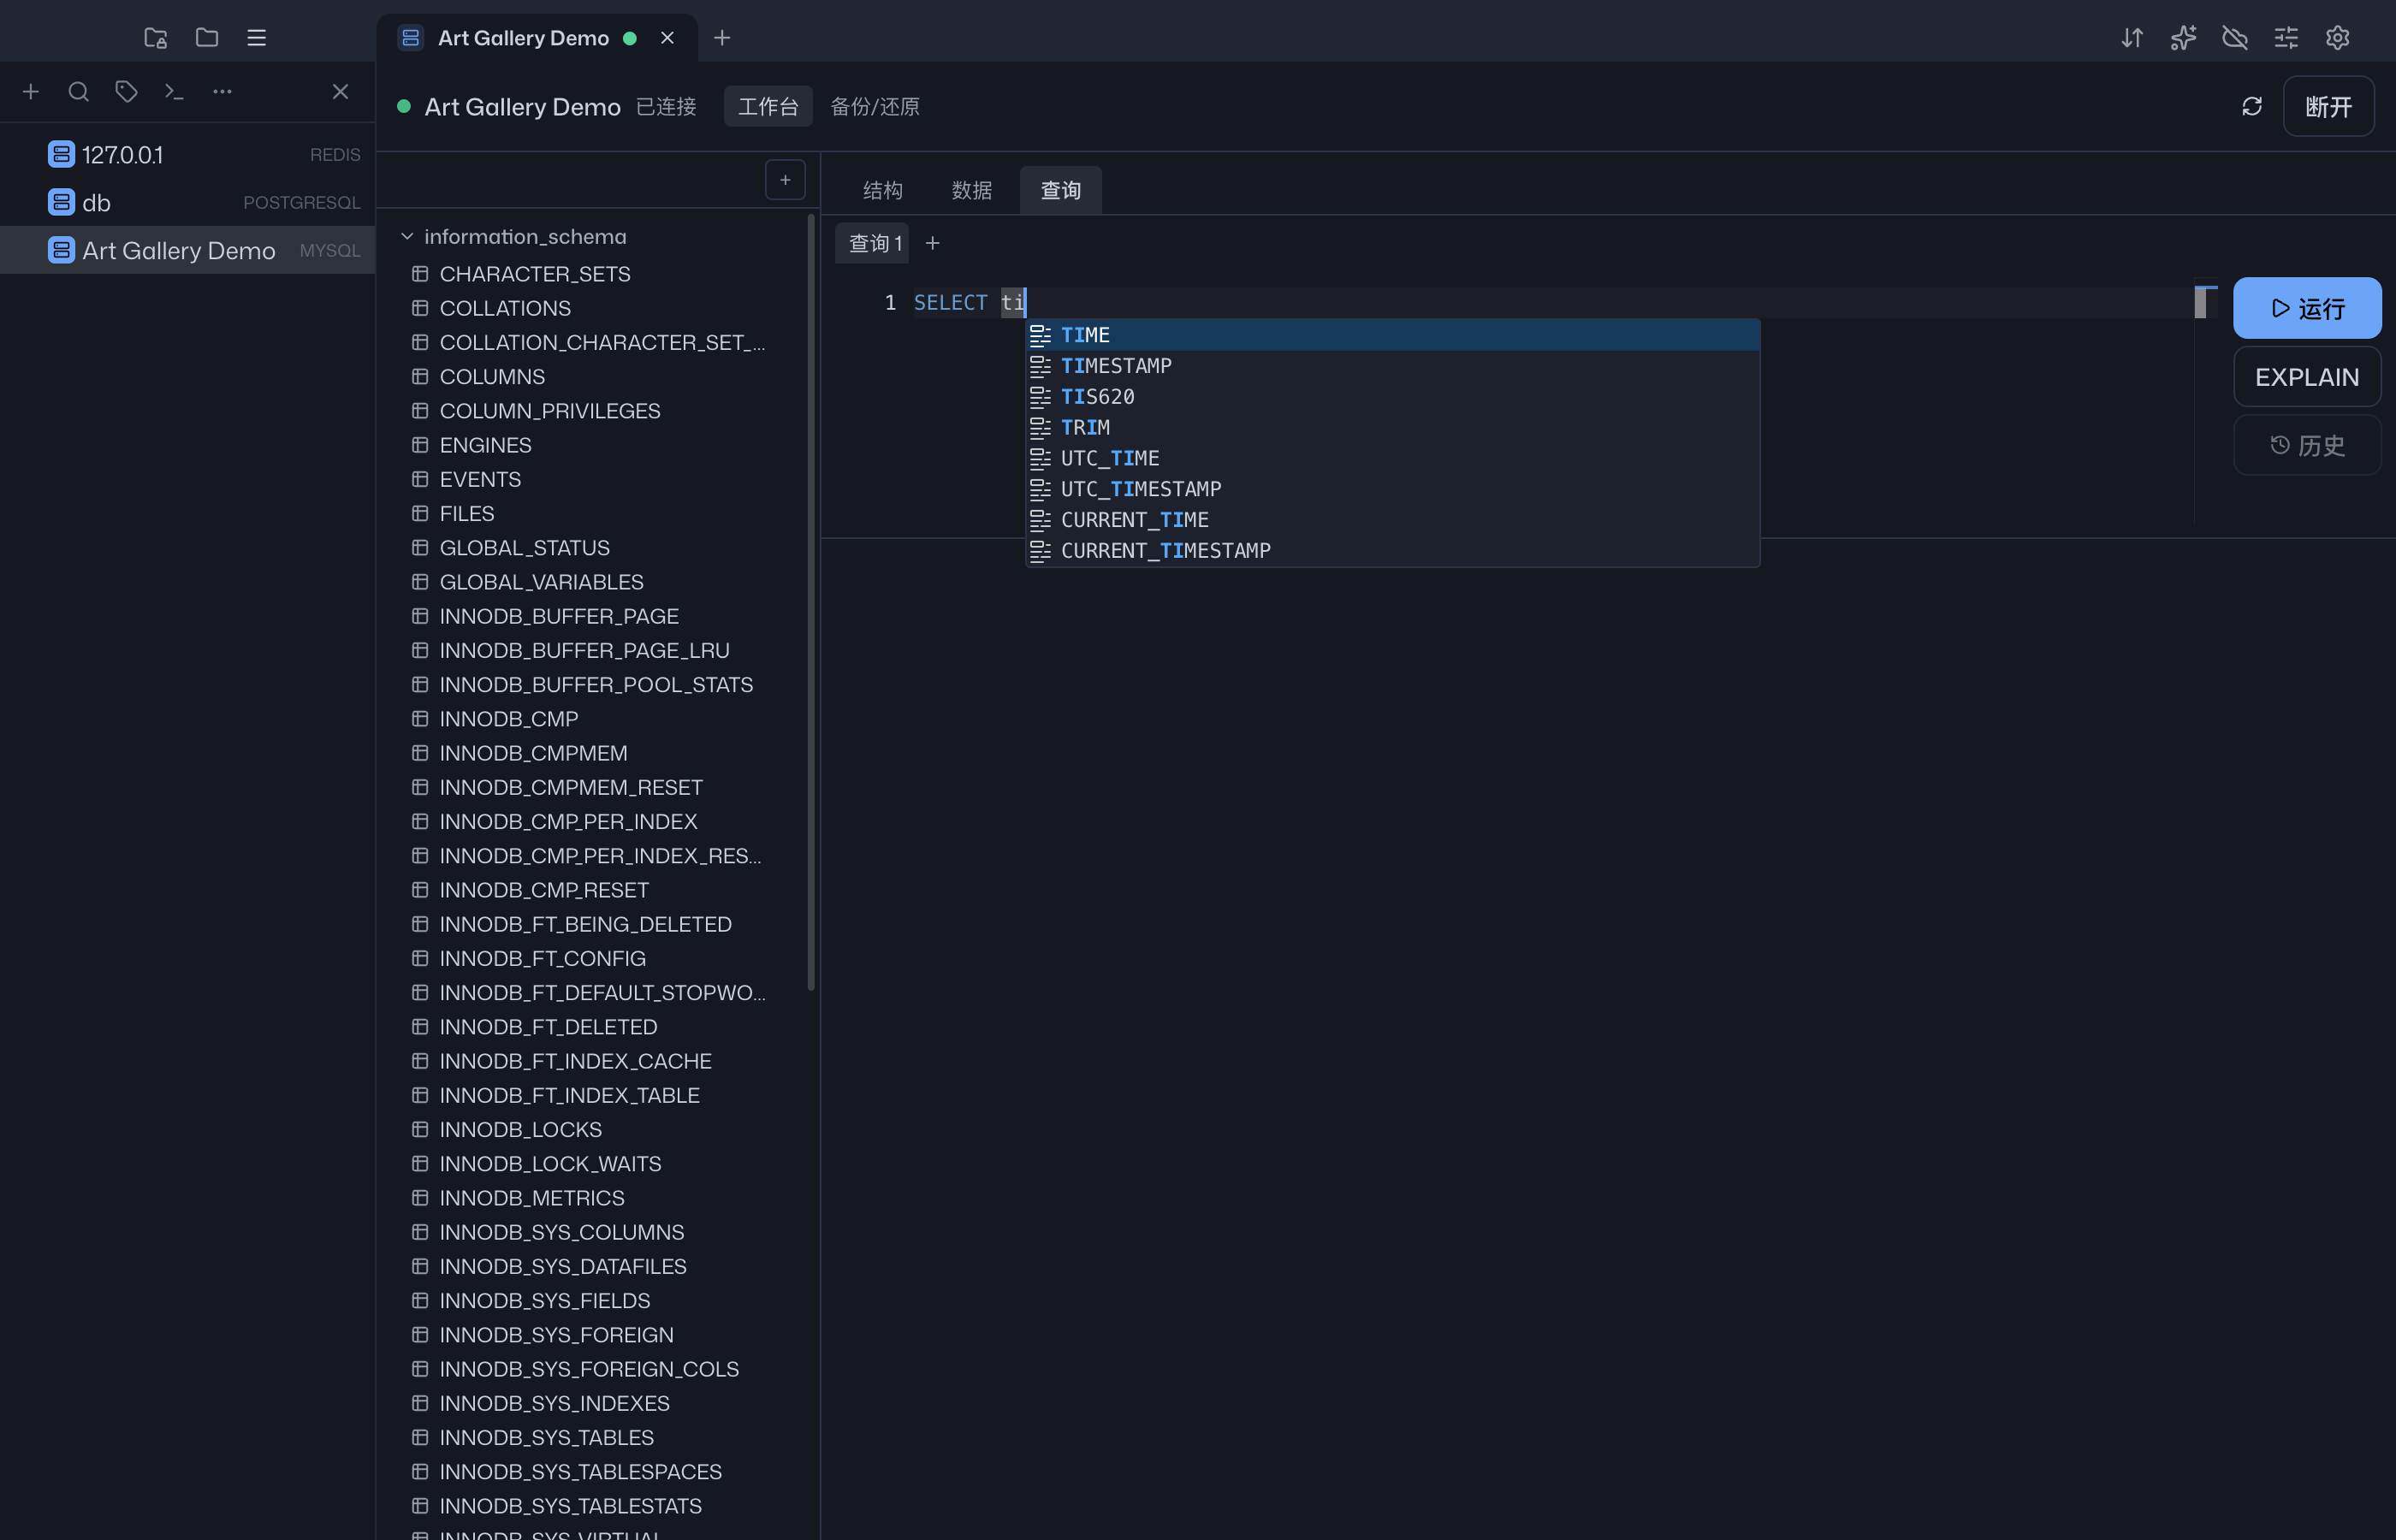 Art Gallery Demo
Art Gallery Demo 已连接 工作台 备份/还原 断开
127.0.0.1 REDIS
db POSTGRESQL
Art Gallery Demo MYSQL
information_schema
CHARACTER_SETS
COLLATIONS
COLLATION_CHARACTER_SET_...
COLUMNS
COLUMN_PRIVILEGES
ENGINES
EVENTS
FILES
GLOBAL_STATUS
GLOBAL_VARIABLES
INNODB_BUFFER_PAGE
INNODB_BUFFER_PAGE_LRU
INNODB_BUFFER_POOL_STATS
INNODB_CMP
INNODB_CMPMEM
INNODB_CMPMEM_RESET
INNODB_CMP_PER_INDEX
INNODB_CMP_PER_INDEX_RES...
INNODB_CMP_RESET
INNODB_FT_BEING_DELETED
INNODB_FT_CONFIG
INNODB_FT_DEFAULT_STOPWO...
INNODB_FT_DELETED
INNODB_FT_INDEX_CACHE
INNODB_FT_INDEX_TABLE
INNODB_LOCKS
INNODB_LOCK_WAITS
INNODB_METRICS
INNODB_SYS_COLUMNS
INNODB_SYS_DATAFILES
INNODB_SYS_FIELDS
INNODB_SYS_FOREIGN
INNODB_SYS_FOREIGN_COLS
INNODB_SYS_INDEXES
INNODB_SYS_TABLES
INNODB_SYS_TABLESPACES
INNODB_SYS_TABLESTATS
INNODB_SYS_VIRTUAL
结构 数据 查询
查询 1
1 SELECT ti
TIME
TIMESTAMP
TIS620
TRIM
UTC_TIME
UTC_TIMESTAMP
CURRENT_TIME
CURRENT_TIMESTAMP
运行
EXPLAIN
历史